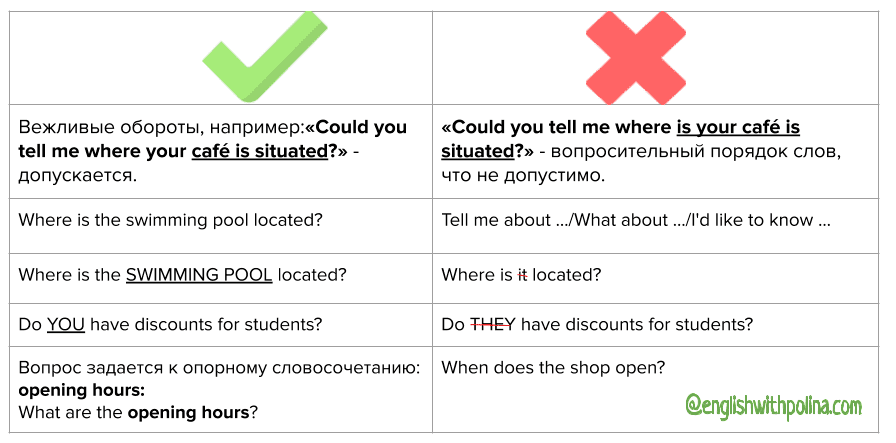 Вежливые обороты, например:«Could you
tell me where your café is situated?» -
допускается.
«Could you tell me where is your café is
situated?» - вопросительный порядок слов,
что не допустимо.
Where is the swimming pool located?
Tell me about .../What about .../I'd like to know ...
Where is the SWIMMING POOL located?
Where is it located?
Do YOU have discounts for students?
Do THEY have discounts for students?
Вопрос задается к опорному словосочетанию:
opening hours:
What are the opening hours?
When does the shop open?
@englishwithpolina.com